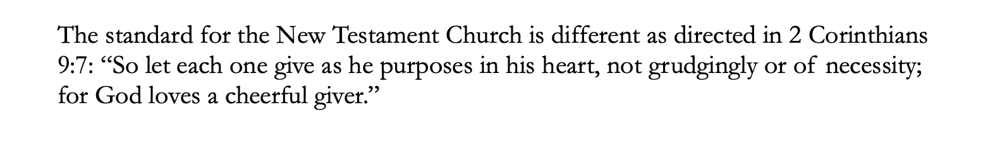 The standard for the New Testament Church is different as directed in 2 Corinthians
9:7: “So let each one give as he purposes in his heart, not grudgingly or of necessity;
for God loves a cheerful giver.”